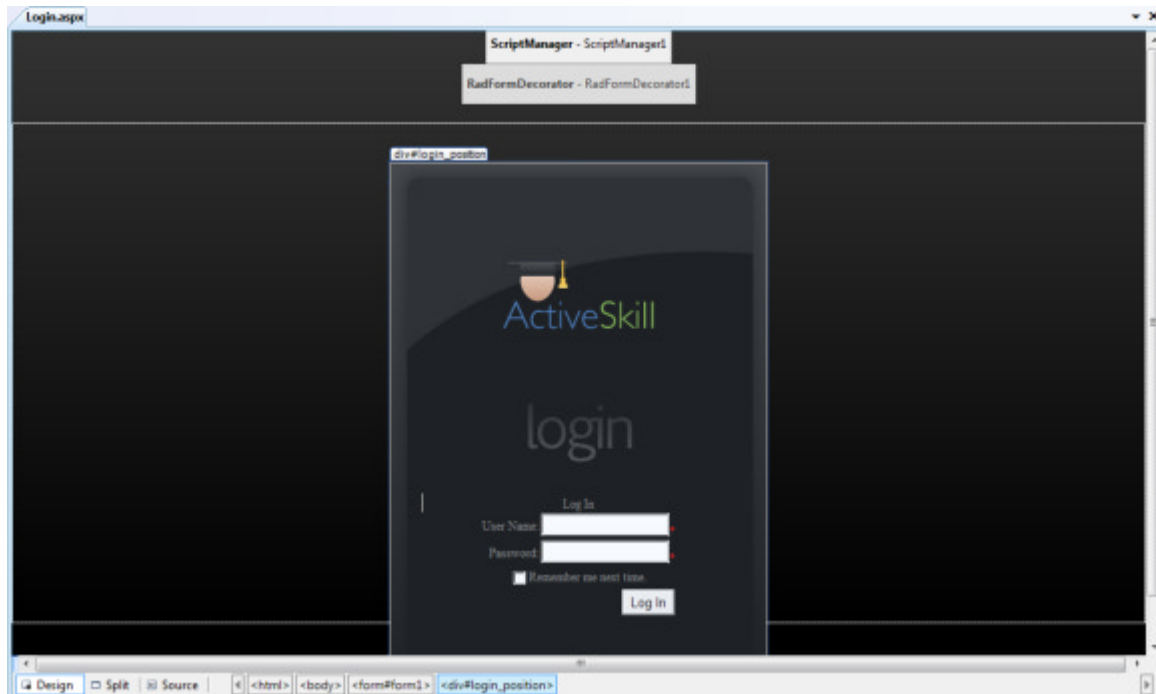 Login.aspx
ScriptManager - ScriptManager1
RadFormDecorator - RadFormDecorator1
div#login_position
ActiveSkill
login
Log In
User Name: *
Password: *
Remember me next time.
Log In
Design Split Source <html> <body> <form#form1> <div#login_position>